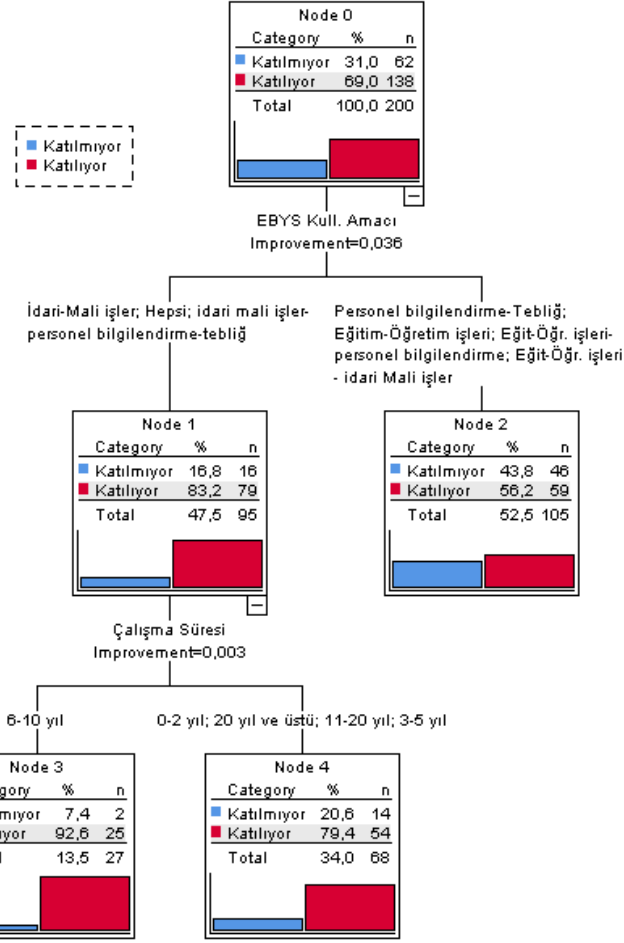 Node 0
Category % n
Katılmıyor 31,0 62
Katılıyor 69,0 138
Total 100,0 200
Katılmıyor
Katılıyor
EBYS Kull. Amacı
Improvement=0,036
İdari-Mali işler; Hepsi; idari mali işler-
personel bilgilendirme-tebliğ
Personel bilgilendirme-Tebliğ;
Eğitim-Öğretim işleri; Eğit-Öğr. işleri-
personel bilgilendirme; Eğit-Öğr. işleri
- idari Mali işler
Node 1
Category % n
Katılmıyor 16,8 16
Katılıyor 83,2 79
Total 47,5 95
Node 2
Category % n
Katılmıyor 43,8 46
Katılıyor 56,2 59
Total 52,5 105
Çalışma Süresi
Improvement=0,003
6-10 yıl
0-2 yıl; 20 yıl ve üstü; 11-20 yıl; 3-5 yıl
Node 3
gory % n
mıyor 7,4 2
yor 92,6 25
l 13,5 27
Node 4
Category % n
Katılmıyor 20,6 14
Katılıyor 79,4 54
Total 34,0 68